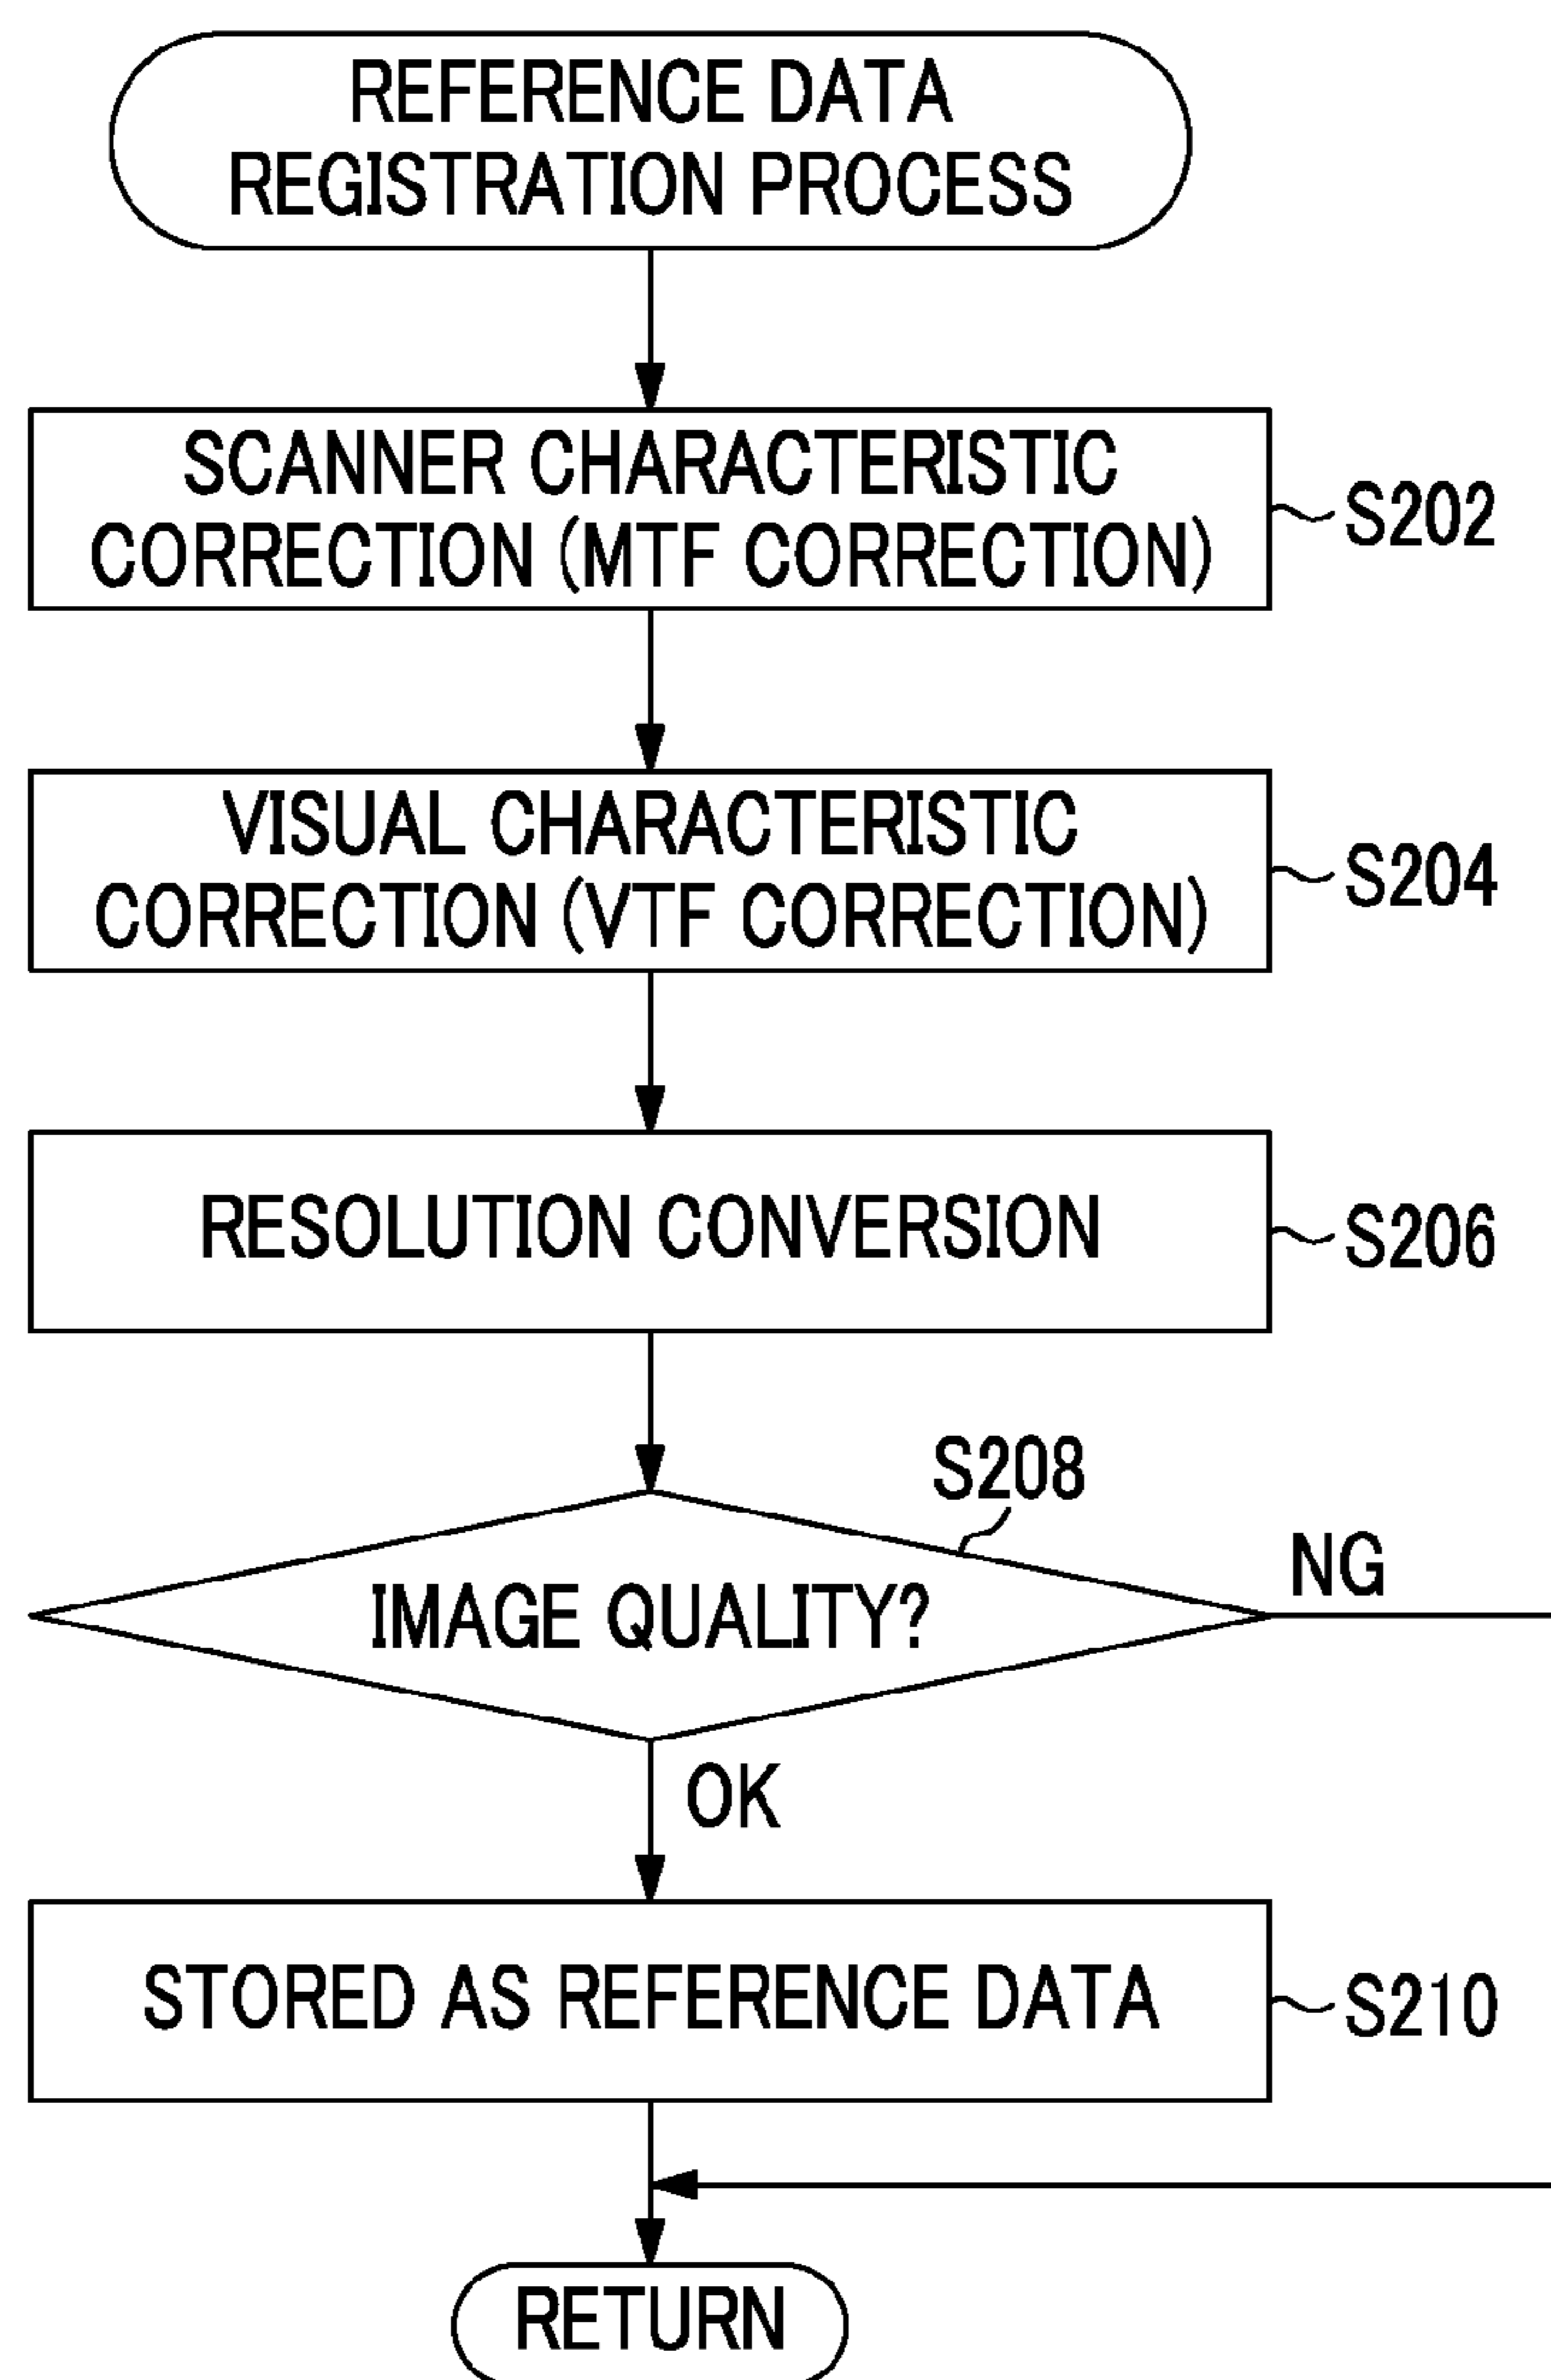 REFERENCE DATA
REGISTRATION PROCESS
SCANNER CHARACTERISTIC
CORRECTION (MTF CORRECTION)
S202
VISUAL CHARACTERISTIC
CORRECTION (VTF CORRECTION)
S204
RESOLUTION CONVERSION
S206
S208
IMAGE QUALITY?
NG
OK
STORED AS REFERENCE DATA
S210
RETURN